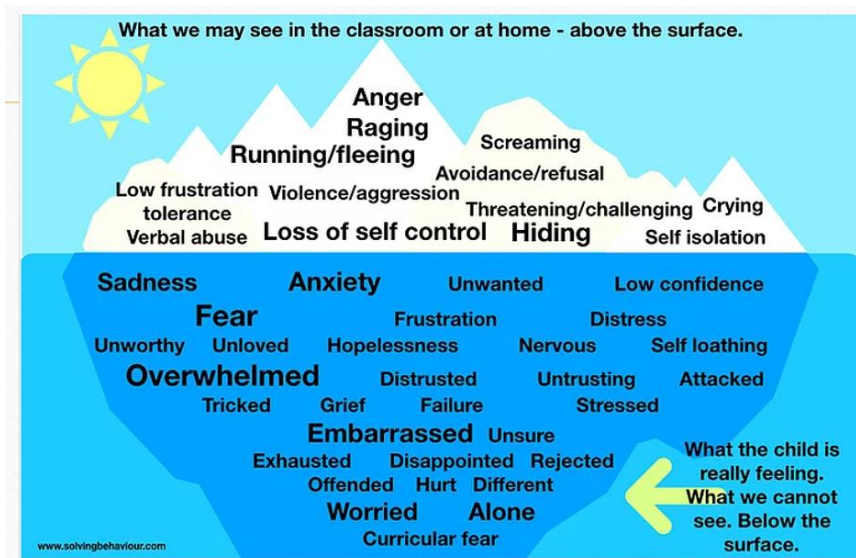 What we may see in the classroom or at home - above the surface.
Anger
Raging
Running/fleeing
Screaming
Avoidance/refusal
Low frustration tolerance
Violence/aggression
Threatening/challenging
Crying
Verbal abuse
Loss of self control
Hiding
Self isolation
Sadness
Anxiety
Unwanted
Low confidence
Fear
Frustration
Distress
Unworthy
Unloved
Hopelessness
Nervous
Self loathing
Overwhelmed
Distrusted
Untrusting
Attacked
Tricked
Grief
Failure
Stressed
Embarrassed
Unsure
Exhausted
Disappointed
Rejected
Offended
Hurt
Different
Worried
Alone
Curricular fear
What the child is
really feeling.
What we cannot
see. Below the
surface.
www.solvingbehaviour.com